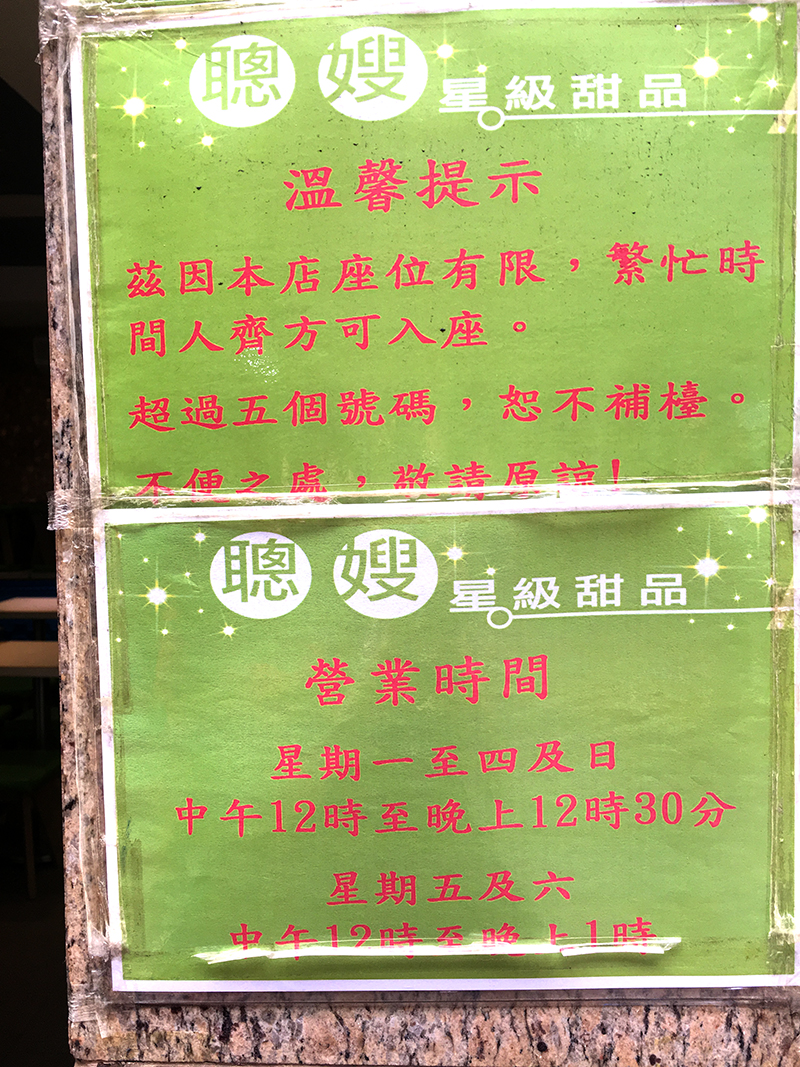 聰嫂星級甜品
溫馨提示
茲因本店座位有限，繁忙時
間人齊方可入座。
超過五個號碼，恕不補檯。
不便之處，敬請原諒!
聰嫂星級甜品
營業時間
星期一至四及日
中午12時至晚上12時30分
星期五及六
中午12時至晚上1時